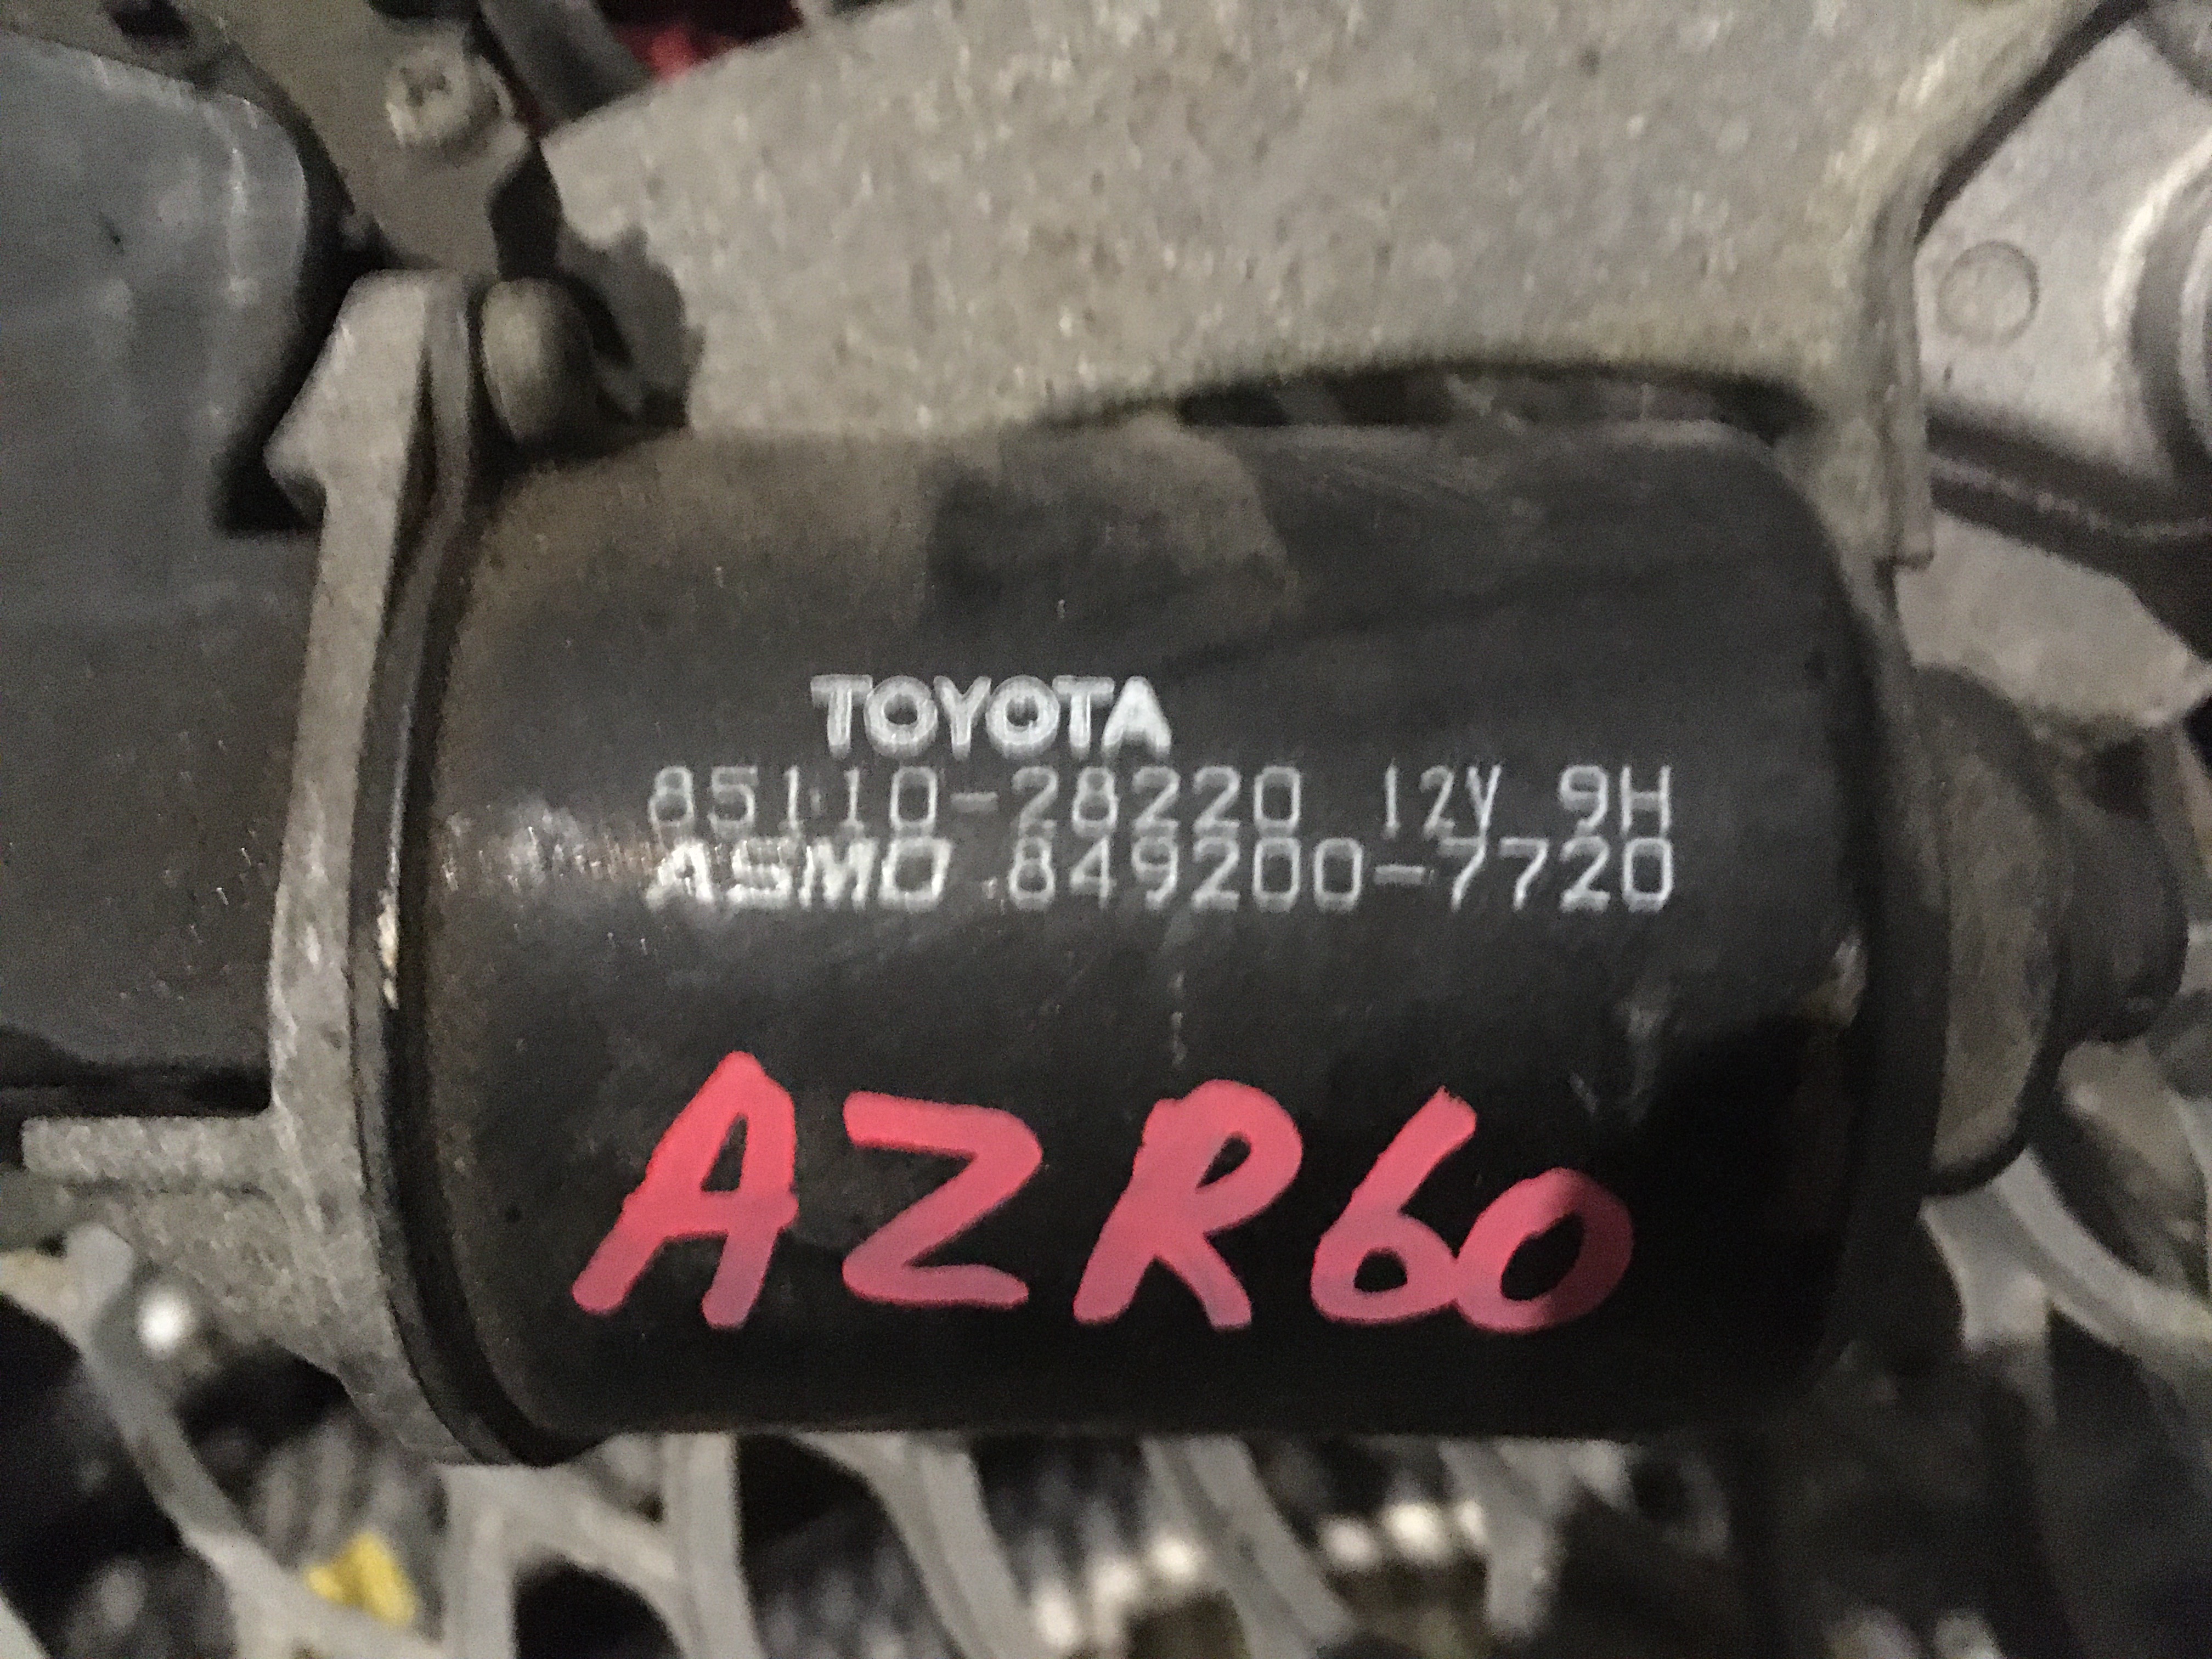 TOYOTA
85110-28220 12V 9H
ASMO 849200-7720
AZR60